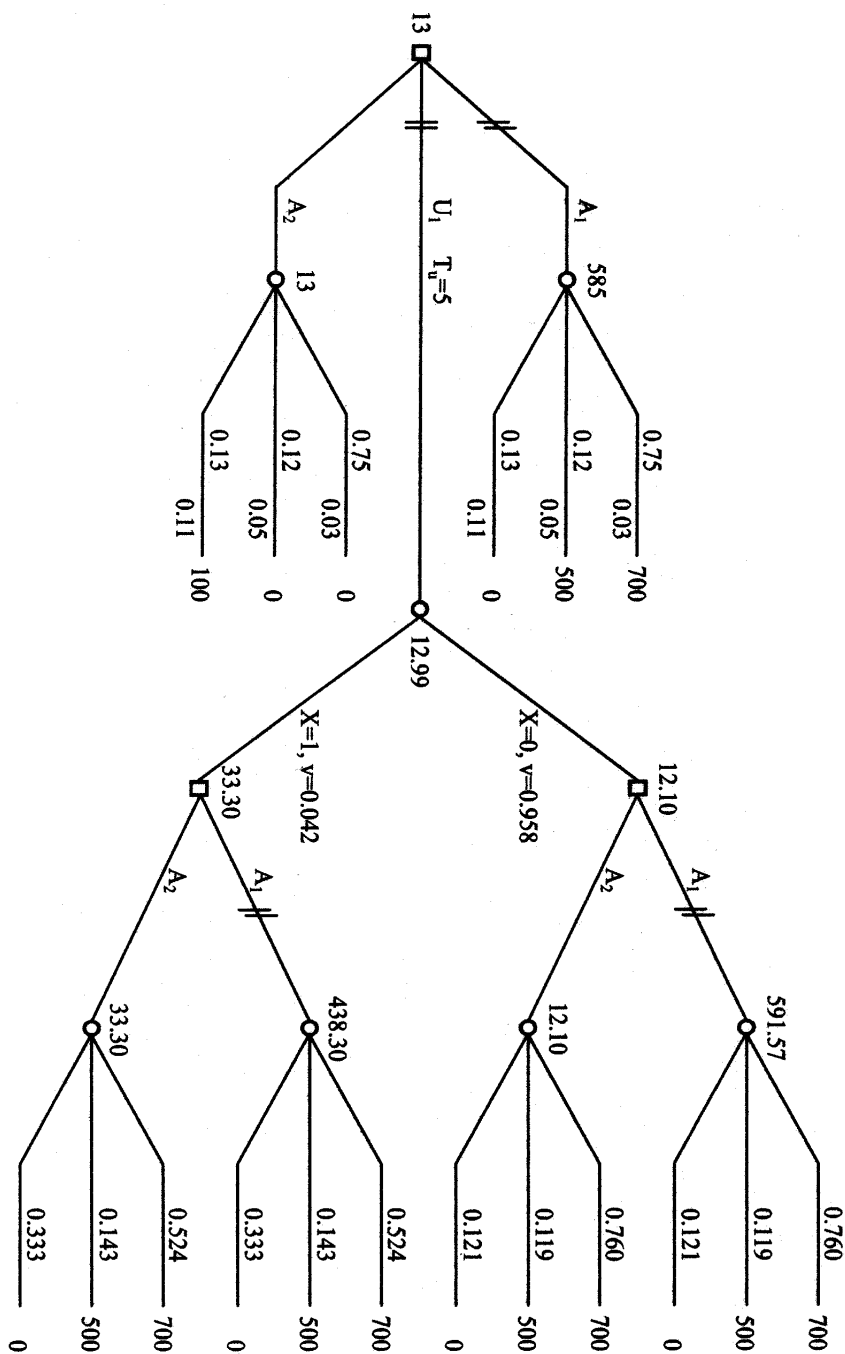 13
A₁
585
0.75 0.03 700
0.12 0.05 500
0.13 0.11 0
U₁ Tᵤ=5
12.99
A₂
13
0.75 0.03 0
0.12 0.05 0
0.13 0.11 100
X=0, v=0.958
12.10
A₁
591.57
0.760 700
0.119 500
0.121 0
A₂
12.10
0.760 700
0.119 500
0.121 0
X=1, v=0.042
33.30
A₁
438.30
0.524 700
0.143 500
0.333 0
A₂
33.30
0.524 700
0.143 500
0.333 0